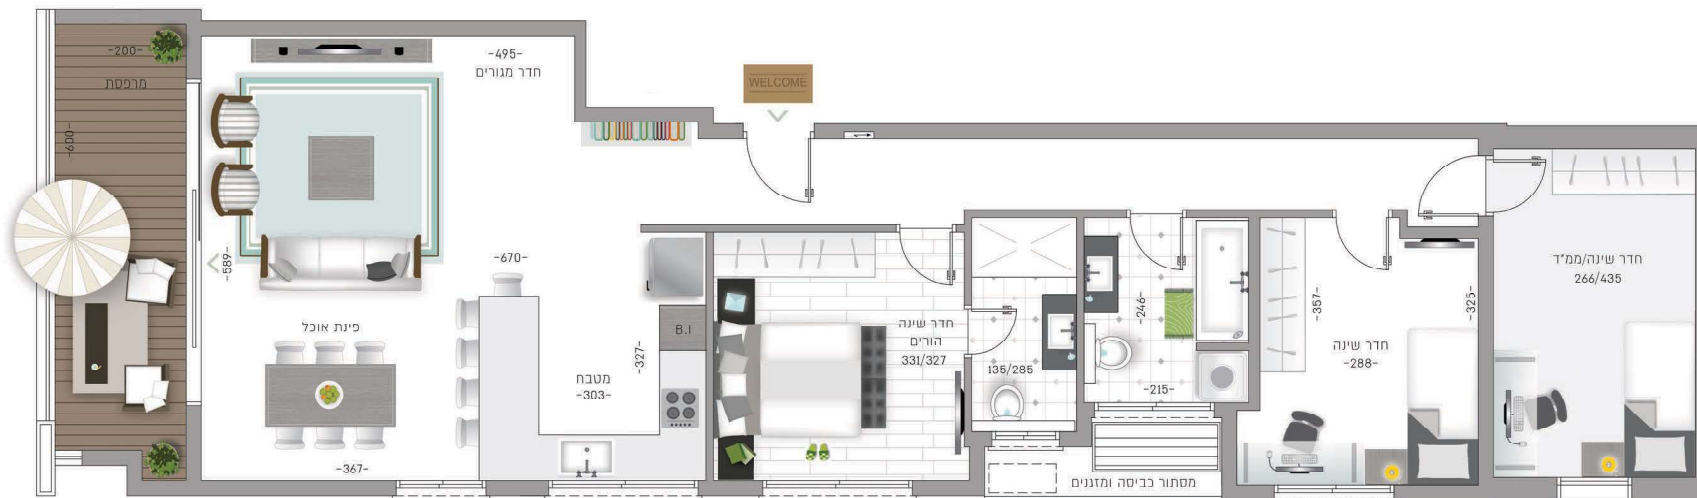 -200-
מרפסת
-600-
-495-
חדר מגורים
WELCOME
-589-
-670-
פינת אוכל
-367-
B.I
-327-
מטבח
-303-
חדר שינה
הורים
331/327
135/285
-246-
-215-
מסתור כביסה ומזגנים
-357-
-325-
חדר שינה
-288-
חדר שינה/ממ"ד
266/435